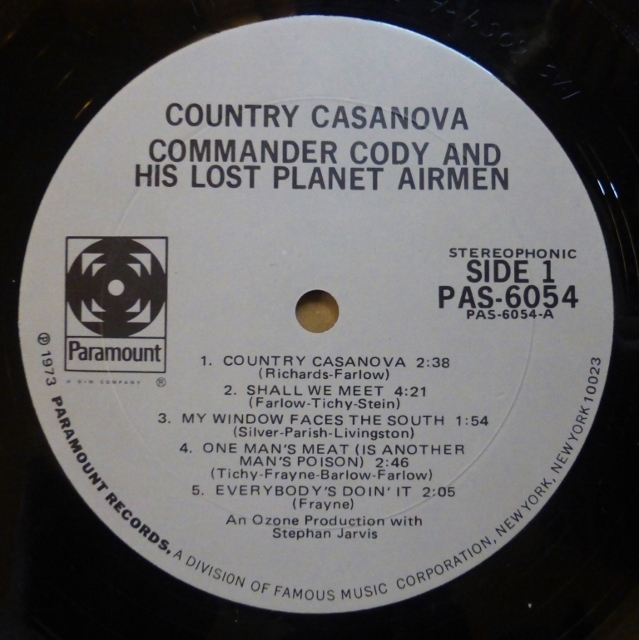 COUNTRY CASANOVA
COMMANDER CODY AND
HIS LOST PLANET AIRMEN
Paramount
A G+W COMPANY ®
STEREOPHONIC
SIDE 1
PAS-6054
PAS-6054-A
1. COUNTRY CASANOVA 2:38
(Richards-Farlow)
2. SHALL WE MEET 4:21
(Farlow-Tichy-Stein)
3. MY WINDOW FACES THE SOUTH 1:54
(Silver-Parish-Livingston)
4. ONE MAN'S MEAT (IS ANOTHER
MAN'S POISON) 2:46
(Tichy-Frayne-Barlow-Farlow)
5. EVERYBODY'S DOIN' IT 2:05
(Frayne)
An Ozone Production with
Stephan Jarvis
℗ 1973 PARAMOUNT RECORDS, A DIVISION OF FAMOUS MUSIC CORPORATION, NEW YORK, NEW YORK 10023